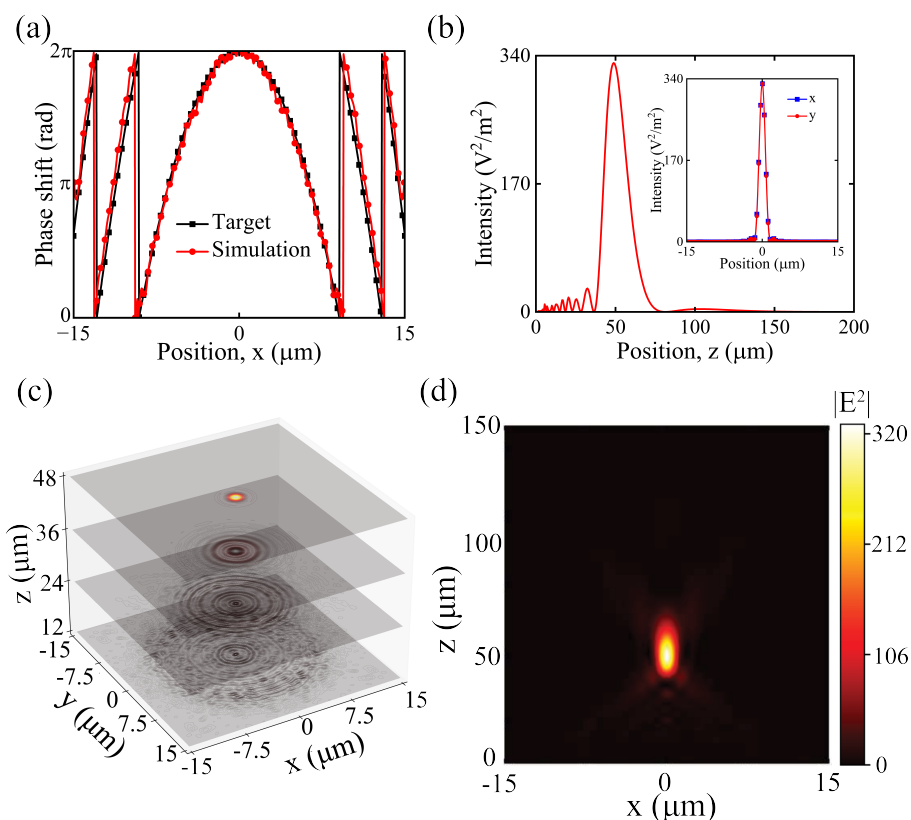 (a)
2π
π
0
Phase shift (rad)
Target
Simulation
−15
0
15
Position, x (μm)
(b)
340
170
0
Intensity (V²/m²)
0
50
100
150
200
Position, z (μm)
340
170
0
Intensity (V²/m²)
x
y
-15
0
15
Position (μm)
(c)
48
36
24
12
z (μm)
-15
-7.5
0
7.5
15
y (μm)
-15
-7.5
0
7.5
15
x (μm)
(d)
|E²|
150
100
50
0
z (μm)
-15
0
15
x (μm)
320
212
106
0